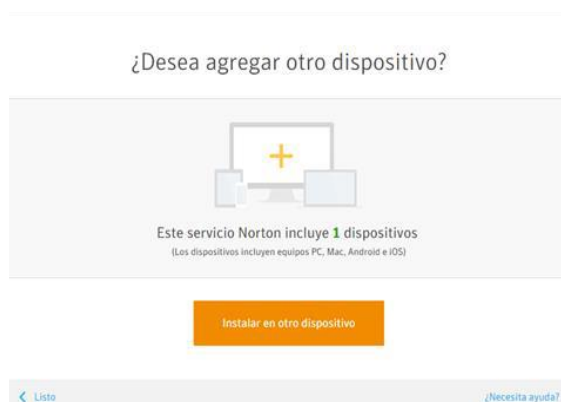 ¿Desea agregar otro dispositivo?
Este servicio Norton incluye 1 dispositivos
(Los dispositivos incluyen equipos PC, Mac, Android e iOS)
Instalar en otro dispositivo
Listo
¿Necesita ayuda?